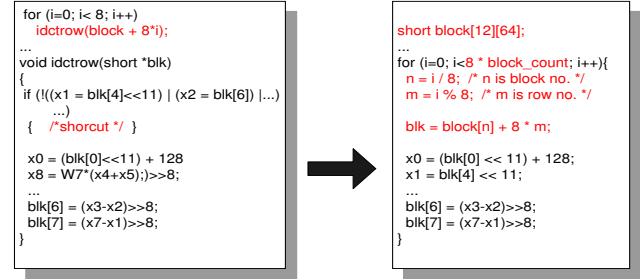 for (i=0; i< 8; i++)
idctrow(block + 8*i);
...
void idctrow(short *blk)
{
if (!((x1 = blk[4]<<11) | (x2 = blk[6]) |...)
...)
{ /*shorcut */ }
x0 = (blk[0]<<11) + 128
x8 = W7*(x4+x5);)>>8;
...
blk[6] = (x3-x2)>>8;
blk[7] = (x7-x1)>>8;
}
short block[12][64];
...
for (i=0; i<8 * block_count; i++){
n = i / 8; /* n is block no. */
m = i % 8; /* m is row no. */
blk = block[n] + 8 * m;
x0 = (blk[0] << 11) + 128;
x1 = blk[4] << 11;
...
blk[6] = (x3-x2)>>8;
blk[7] = (x7-x1)>>8;
}